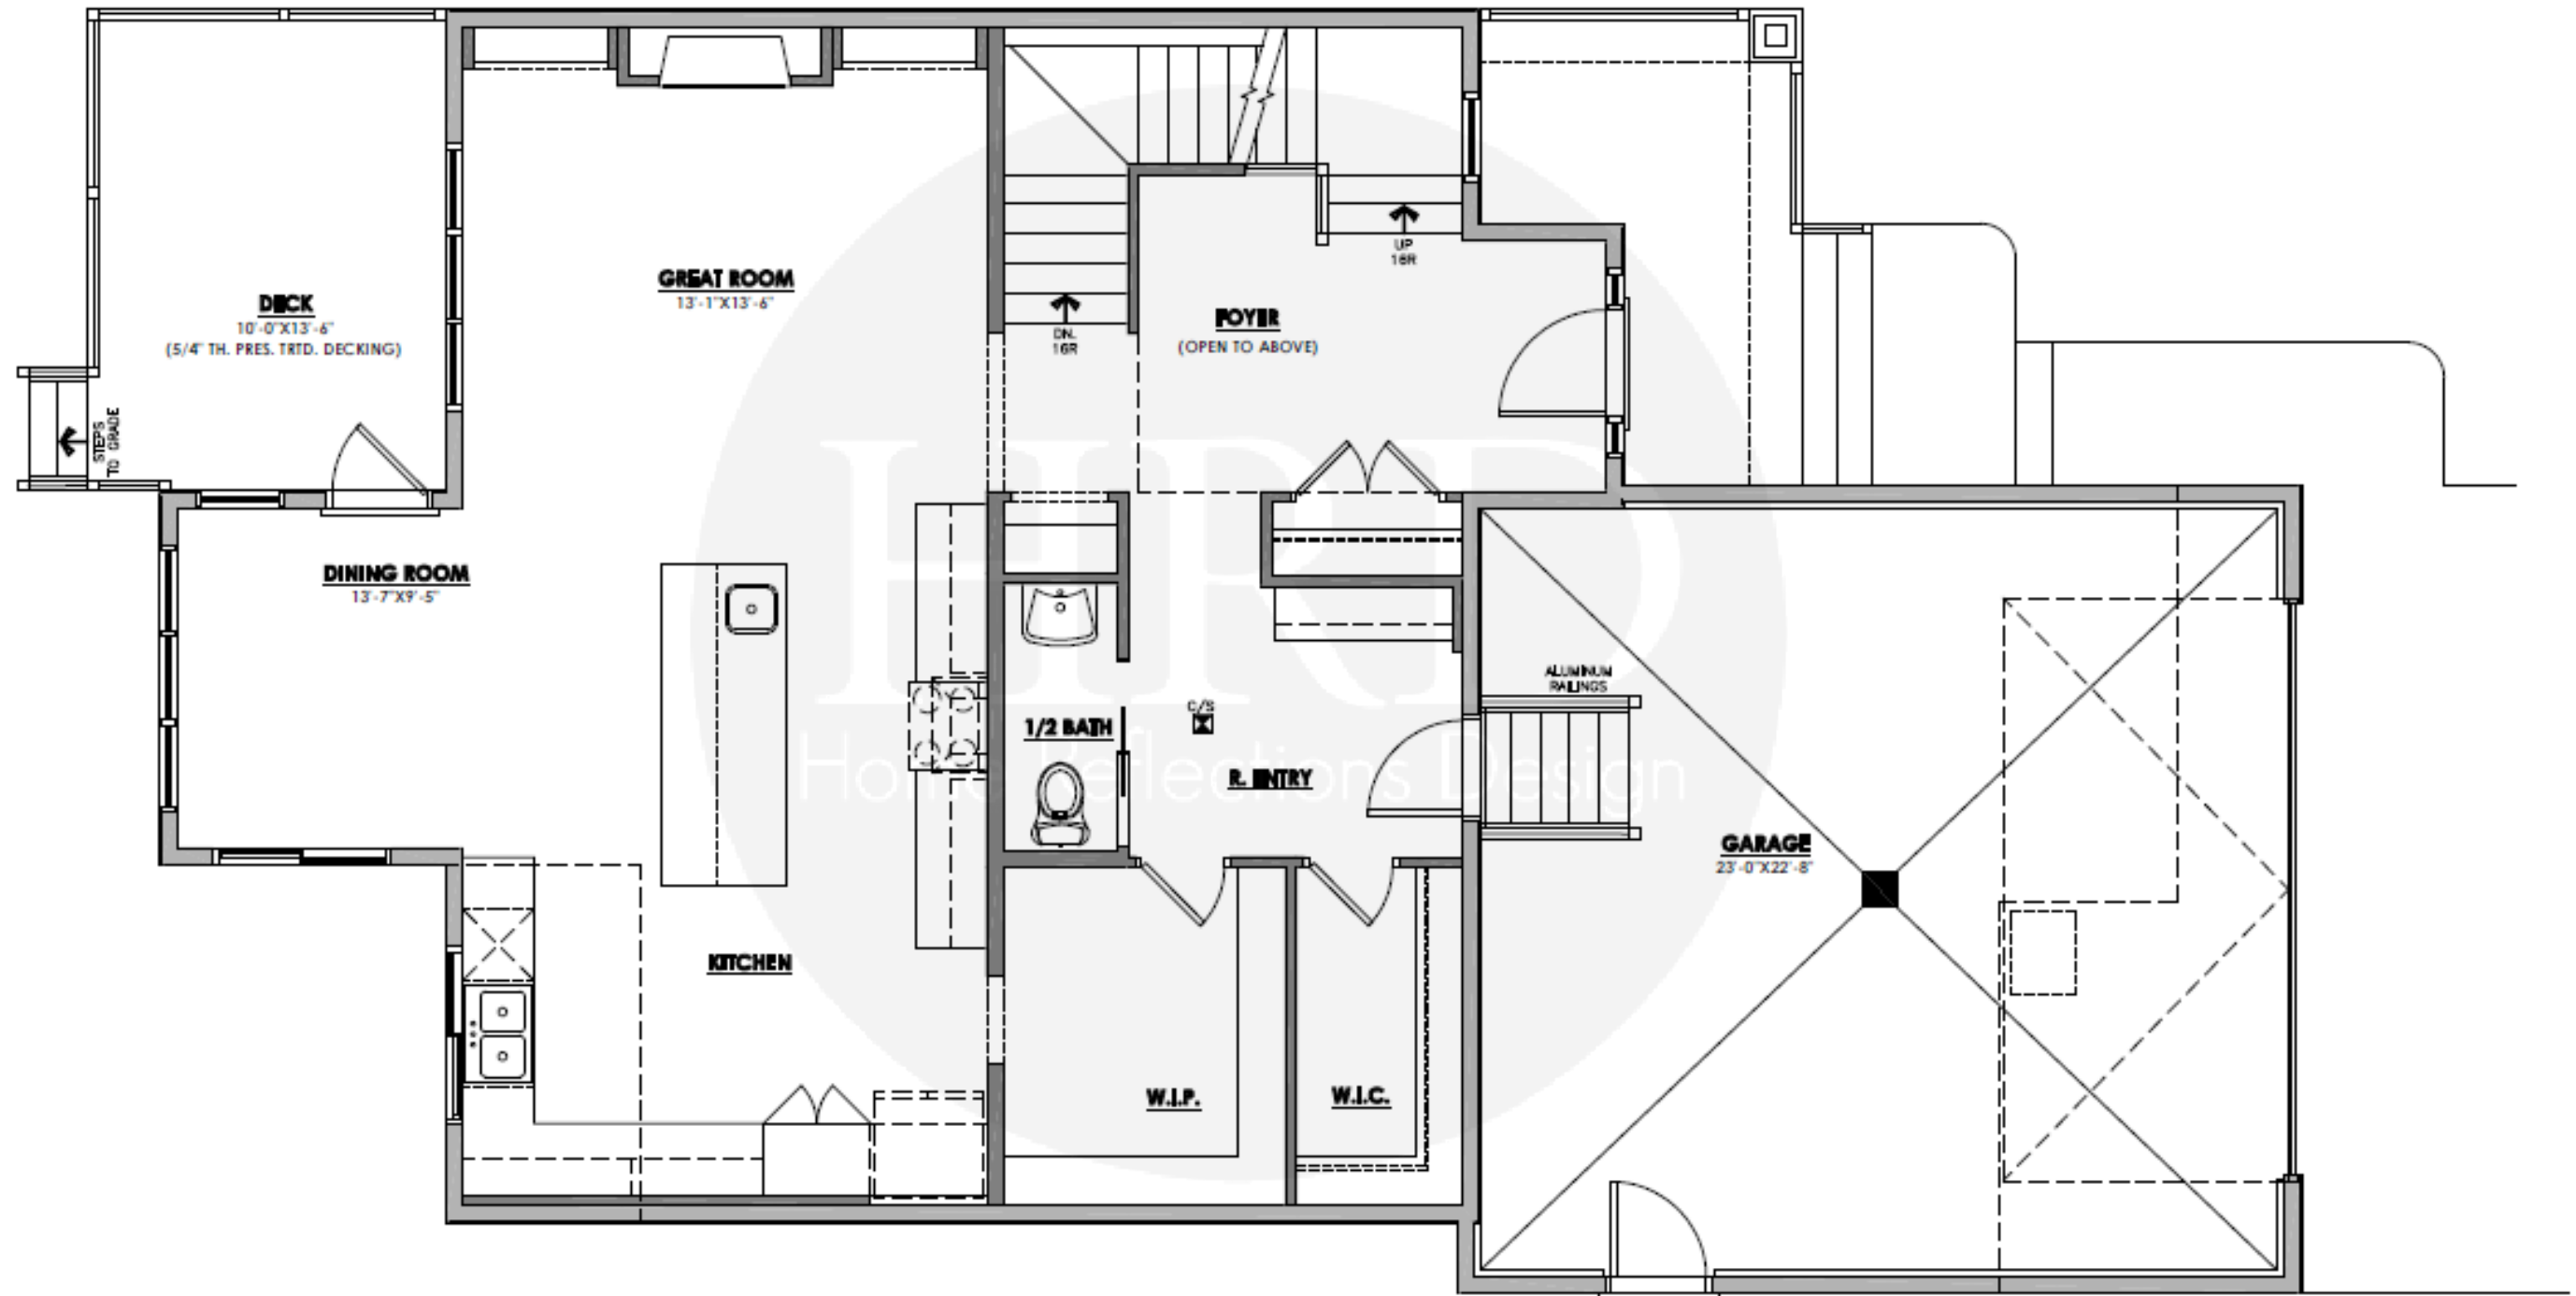 DECK
10'-0"X13'-6"
(5/4" TH. PRES. TRTD. DECKING)
STEPS
TO GRADE
GREAT ROOM
13'-1"X13'-6"
DN.
16R
UP
16R
FOYER
(OPEN TO ABOVE)
DINING ROOM
13'-7"X9'-5"
HRD
Home Reflections Design
1/2 BATH
C/S
R. ENTRY
ALUMINUM
RAILINGS
GARAGE
23'-0"X22'-8"
KITCHEN
W.I.P.
W.I.C.